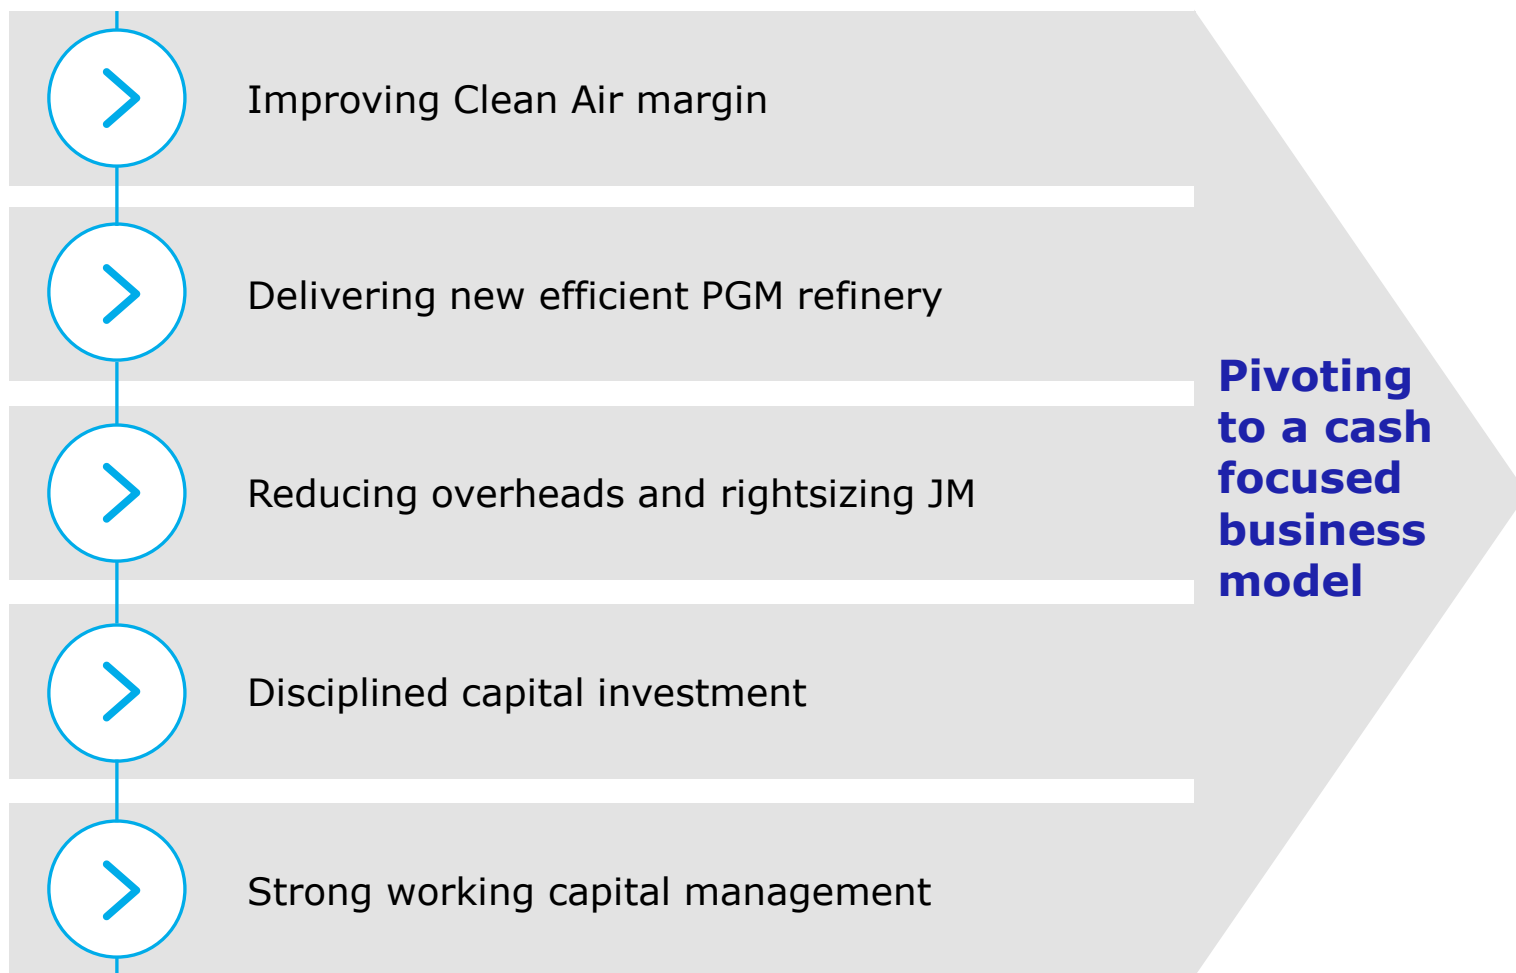 Improving Clean Air margin
Delivering new efficient PGM refinery
Reducing overheads and rightsizing JM
Disciplined capital investment
Strong working capital management
Pivoting
to a cash
focused
business
model